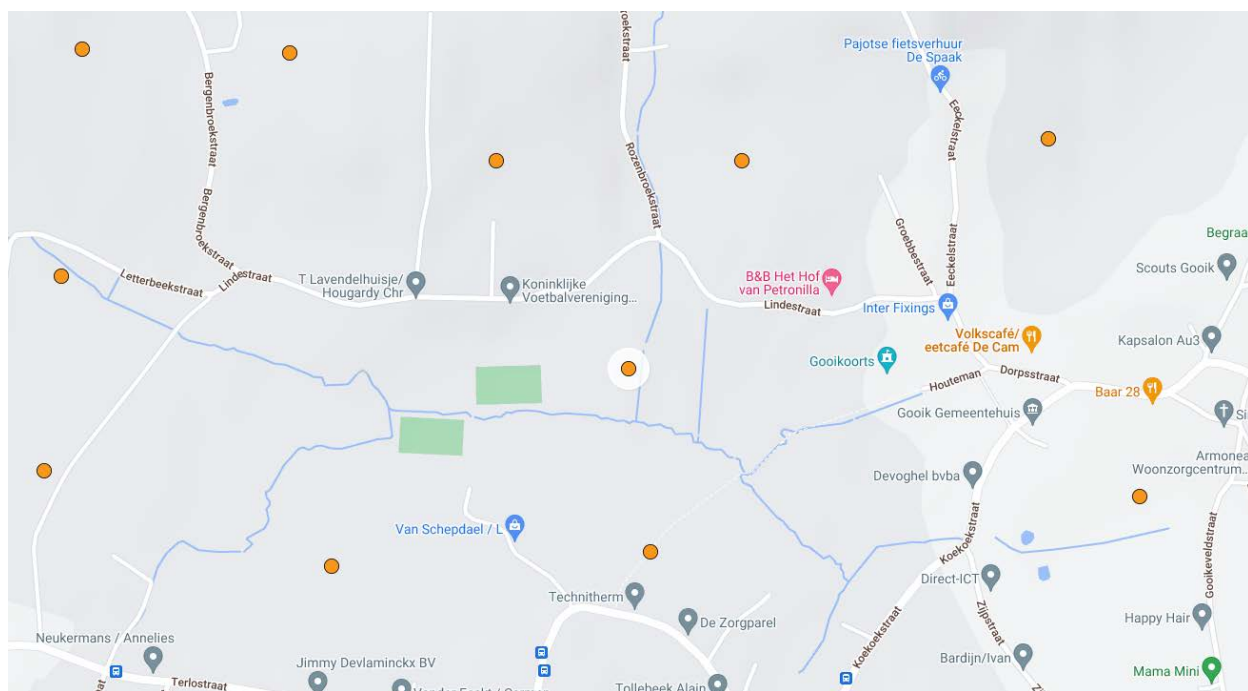 Pajotse fietsverhuur
De Spaak
Bergenbroekstraat
Eeckelstraat
Rozenbroekstraat
Bergenbroekstraat
Groebbestraat
Begraa
Scouts Gooik
Letterbeekstraat
Lindestraat
T Lavendelhuisje/
Hougardy Chr
Koninklijke
Voetbalvereniging...
B&B Het Hof
van Petronilla
Lindestraat
Eeckelstraat
Inter Fixings
Volkscafé/
eetcafé De Cam
Kapsalon Au3
Gooikoorts
Houteman
Dorpsstraat
Baar 28
Gooik Gemeentehuis
Si
Armonea
Woonzorgcentrum...
Devoghel bvba
Van Schepdael / L
Koekoekstraat
Gooikeveldstraat
Direct-ICT
Technitherm
De Zorgparel
Zijpstraat
Happy Hair
Neukermans / Annelies
Koekoekstraat
Bardijn/Ivan
Jimmy Devlaminckx BV
Mama Mini
Terlostraat
Tollebeek Alain